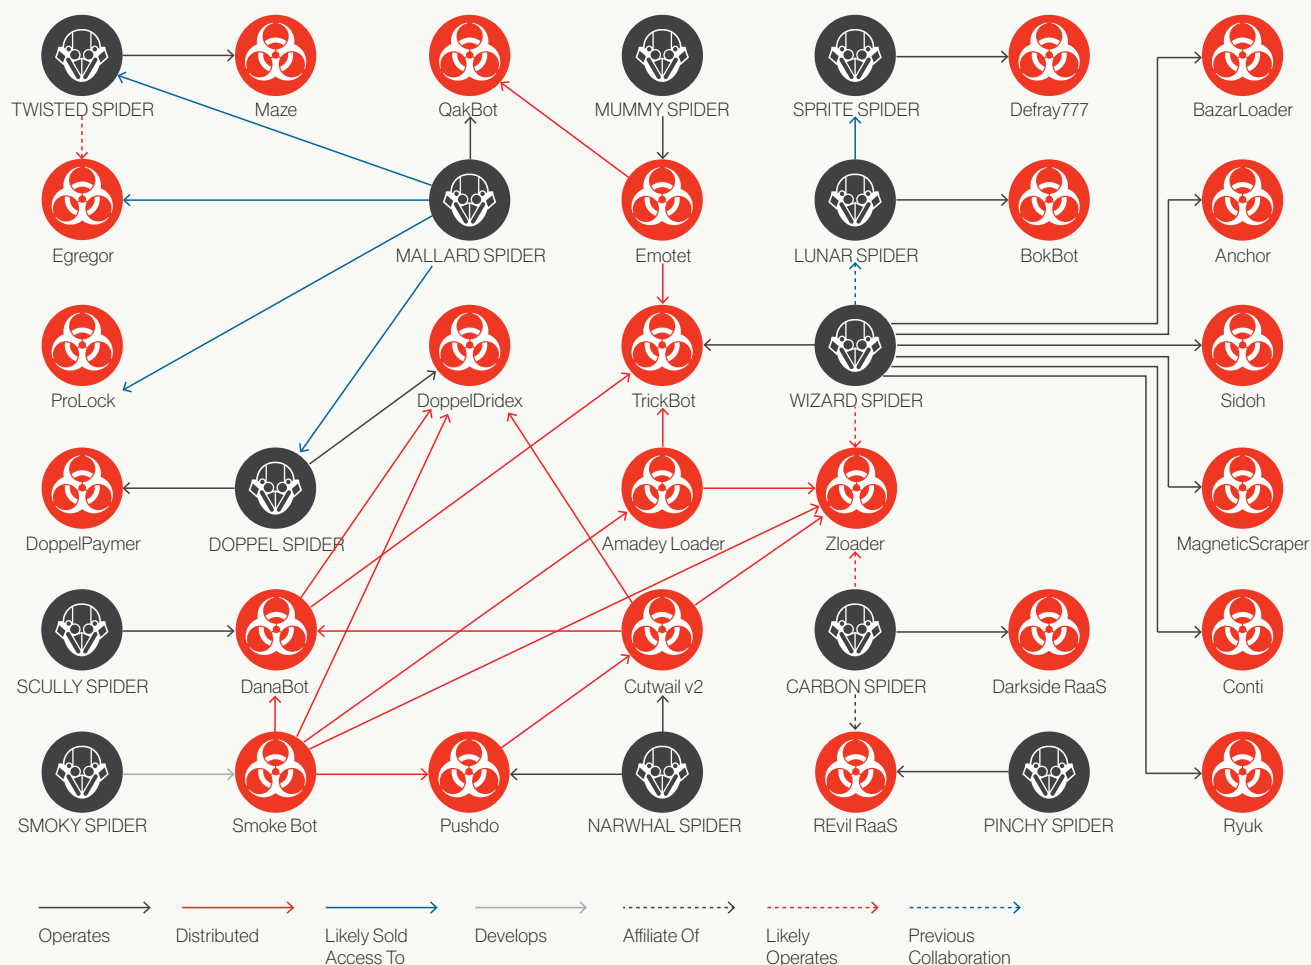 TWISTED SPIDER
Maze
QakBot
MUMMY SPIDER
SPRITE SPIDER
Defray777
BazarLoader
Egregor
MALLARD SPIDER
Emotet
LUNAR SPIDER
BokBot
Anchor
ProLock
DoppelDridex
TrickBot
WIZARD SPIDER
Sidoh
DoppelPaymer
DOPPEL SPIDER
Amadey Loader
Zloader
MagneticScraper
SCULLY SPIDER
DanaBot
Cutwail v2
CARBON SPIDER
Darkside RaaS
Conti
SMOKY SPIDER
Smoke Bot
Pushdo
NARWHAL SPIDER
REvil RaaS
PINCHY SPIDER
Ryuk
Operates
Distributed
Likely Sold
Access To
Develops
Affiliate Of
Likely
Operates
Previous
Collaboration